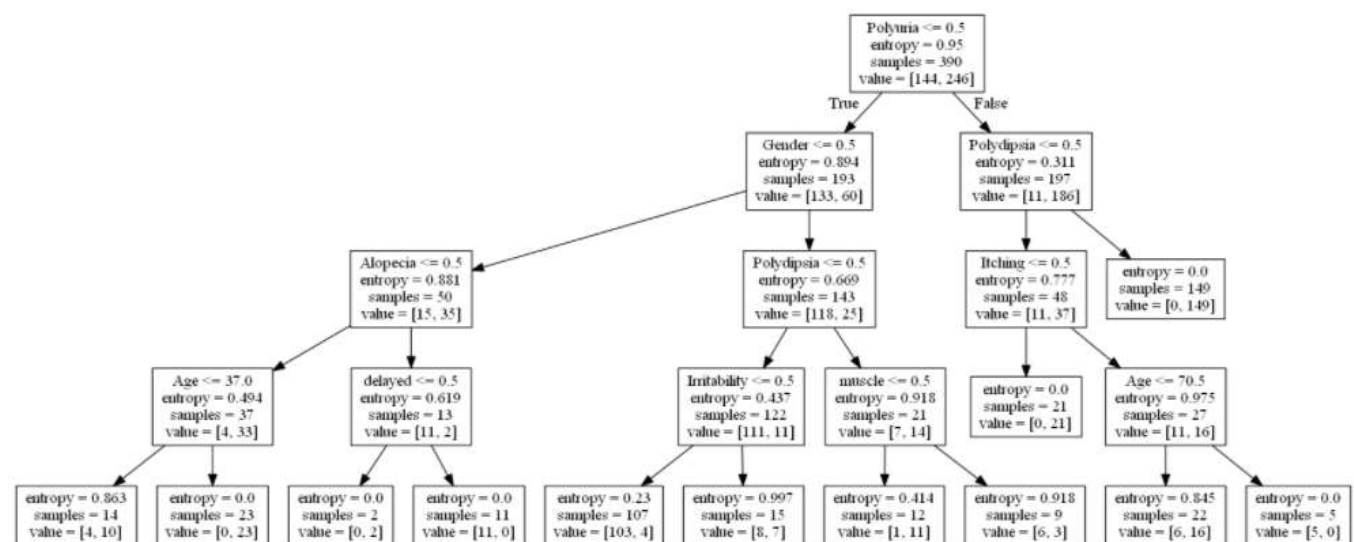 Polyuria <= 0.5
entropy = 0.95
samples = 390
value = [144, 246]
True
False
Gender <= 0.5
entropy = 0.894
samples = 193
value = [133, 60]
Polydipsia <= 0.5
entropy = 0.311
samples = 197
value = [11, 186]
Alopecia <= 0.5
entropy = 0.881
samples = 50
value = [15, 35]
Polydipsia <= 0.5
entropy = 0.669
samples = 143
value = [118, 25]
Itching <= 0.5
entropy = 0.777
samples = 48
value = [11, 37]
entropy = 0.0
samples = 149
value = [0, 149]
Age <= 37.0
entropy = 0.494
samples = 37
value = [4, 33]
delayed <= 0.5
entropy = 0.619
samples = 13
value = [11, 2]
Irritability <= 0.5
entropy = 0.437
samples = 122
value = [111, 11]
muscle <= 0.5
entropy = 0.918
samples = 21
value = [7, 14]
entropy = 0.0
samples = 21
value = [0, 21]
Age <= 70.5
entropy = 0.975
samples = 27
value = [11, 16]
entropy = 0.863
samples = 14
value = [4, 10]
entropy = 0.0
samples = 23
value = [0, 23]
entropy = 0.0
samples = 2
value = [0, 2]
entropy = 0.0
samples = 11
value = [11, 0]
entropy = 0.23
samples = 107
value = [103, 4]
entropy = 0.997
samples = 15
value = [8, 7]
entropy = 0.414
samples = 12
value = [1, 11]
entropy = 0.918
samples = 9
value = [6, 3]
entropy = 0.845
samples = 22
value = [6, 16]
entropy = 0.0
samples = 5
value = [5, 0]